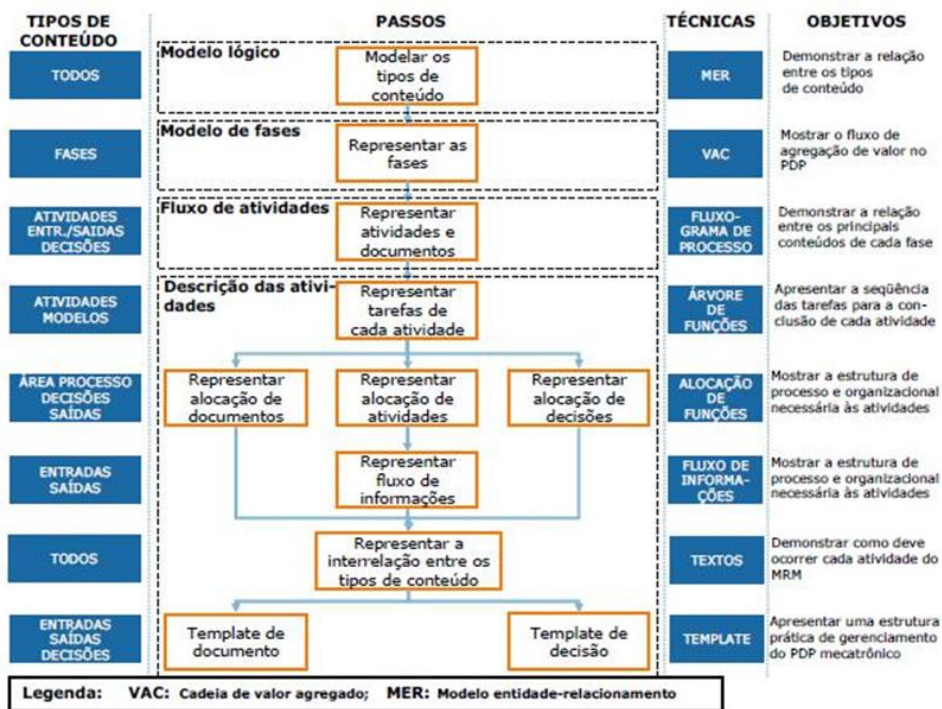 TIPOS DE
CONTEÚDO
PASSOS
TÉCNICAS
OBJETIVOS
TODOS
Modelo lógico
Modelar os
tipos de
conteúdo
MER
Demonstrar a relação
entre os tipos
de conteúdo
FASES
Modelo de fases
Representar as
fases
VAC
Mostrar o fluxo de
agregação de valor no
PDP
ATIVIDADES
ENTR./SAIDAS
DECISÕES
Fluxo de atividades
Representar
atividades e
documentos
FLUXO-
GRAMA DE
PROCESSO
Demonstrar a relação
entre os principais
conteúdos de cada fase
ATIVIDADES
MODELOS
Descrição das ativi-
dades
Representar
tarefas de
cada atividade
ÁRVORE
DE
FUNÇÕES
Apresentar a seqüência
das tarefas para a con-
clusão de cada atividade
ÁREA PROCESSO
DECISÕES
SAÍDAS
Representar
alocação de
documentos
Representar
alocação de
atividades
Representar
alocação de
decisões
ALOCAÇÃO
DE
FUNÇÕES
Mostrar a estrutura de
processo e organizacional
necessária às atividades
ENTRADAS
SAÍDAS
Representar
fluxo de
informações
FLUXO DE
INFORMA-
ÇÕES
Mostrar a estrutura de
processo e organizacional
necessária às atividades
TODOS
Representar a
interrelação entre os
tipos de conteúdo
TEXTOS
Demonstrar como deve
ocorrer cada atividade do
MRM
ENTRADAS
SAÍDAS
DECISÕES
Template de
documento
Template de
decisão
TEMPLATE
Apresentar uma estrutura
prática de gerenciamento
do PDP mecatrônico
Legenda: VAC: Cadeia de valor agregado; MER: Modelo entidade-relacionamento